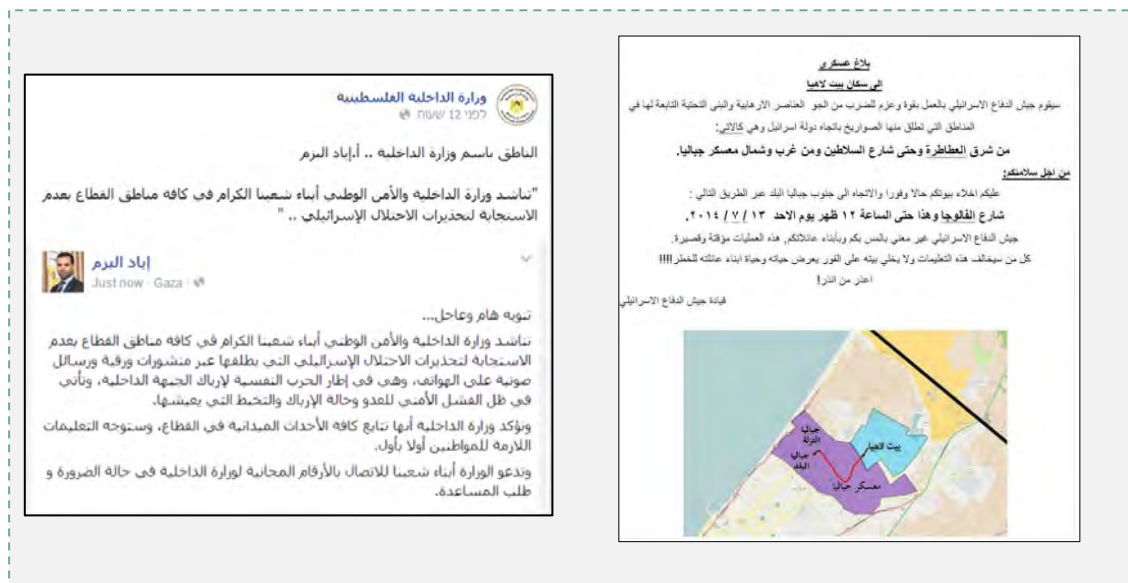 وزارة الداخلية الفلسطينية
לפני 12 שעות
الناطق باسم وزارة الداخلية .. أ.إياد البزم
"تناشد وزارة الداخلية والأمن الوطني أبناء شعبنا الكرام في كافة مناطق القطاع بعدم
الاستجابة لتحذيرات الاحتلال الإسرائيلي .. "
إياد البزم
Just now · Gaza ·
تنويه هام وعاجل...
تناشد وزارة الداخلية والأمن الوطني أبناء شعبنا الكرام في كافة مناطق القطاع بعدم
الاستجابة لتحذيرات الاحتلال الإسرائيلي التي يطلقها عبر منشورات ورقية ورسائل
صوتية على الهواتف، وهي في إطار الحرب النفسية لإرباك الجبهة الداخلية، وتأتي
في ظل الفشل الأمني للعدو وحالة الإرباك والتخبط التي يعيشها.
وتؤكد وزارة الداخلية أنها تتابع كافة الأحداث الميدانية في القطاع، وستوجه التعليمات
اللازمة للمواطنين أولا بأول.
وتدعو الوزارة أبناء شعبنا للاتصال بالأرقام المجانية لوزارة الداخلية في حالة الضرورة و
طلب المساعدة.
بلاغ عسكري
الى سكان بيت لاهيا
سيقوم جيش الدفاع الاسرائيلي بالعمل بقوة وعزم للضرب من الجو العناصر الارهابية والبنى التحتية التابعة لها في
المناطق التي تطلق منها الصواريخ باتجاه دولة اسرائيل وهي كالاتي:
من شرق العطاطرة وحتى شارع السلاطين ومن غرب وشمال معسكر جباليا.
من اجل سلامتكم:
عليكم اخلاء بيوتكم حالا وفورا والاتجاه الى جنوب جباليا البلد عبر الطريق التالي :
شارع الفالوجا وهذا حتى الساعة ١٢ ظهر يوم الاحد ١٣ / ٧ / ٢٠١٤.
جيش الدفاع الاسرائيلي غير معني بالمس بكم وبأبناء عائلاتكم, هذه العمليات مؤقتة وقصيرة.
كل من سيخالف هذه التعليمات ولا يخلي بيته على الفور يعرض حياته وحياة ابناء عائلته للخطر!!!!
اعذر من انذر!
قيادة جيش الدفاع الاسرائيلي
جباليا
النزلة
بيت لاهيا
جباليا
البلد
معسكر جباليا